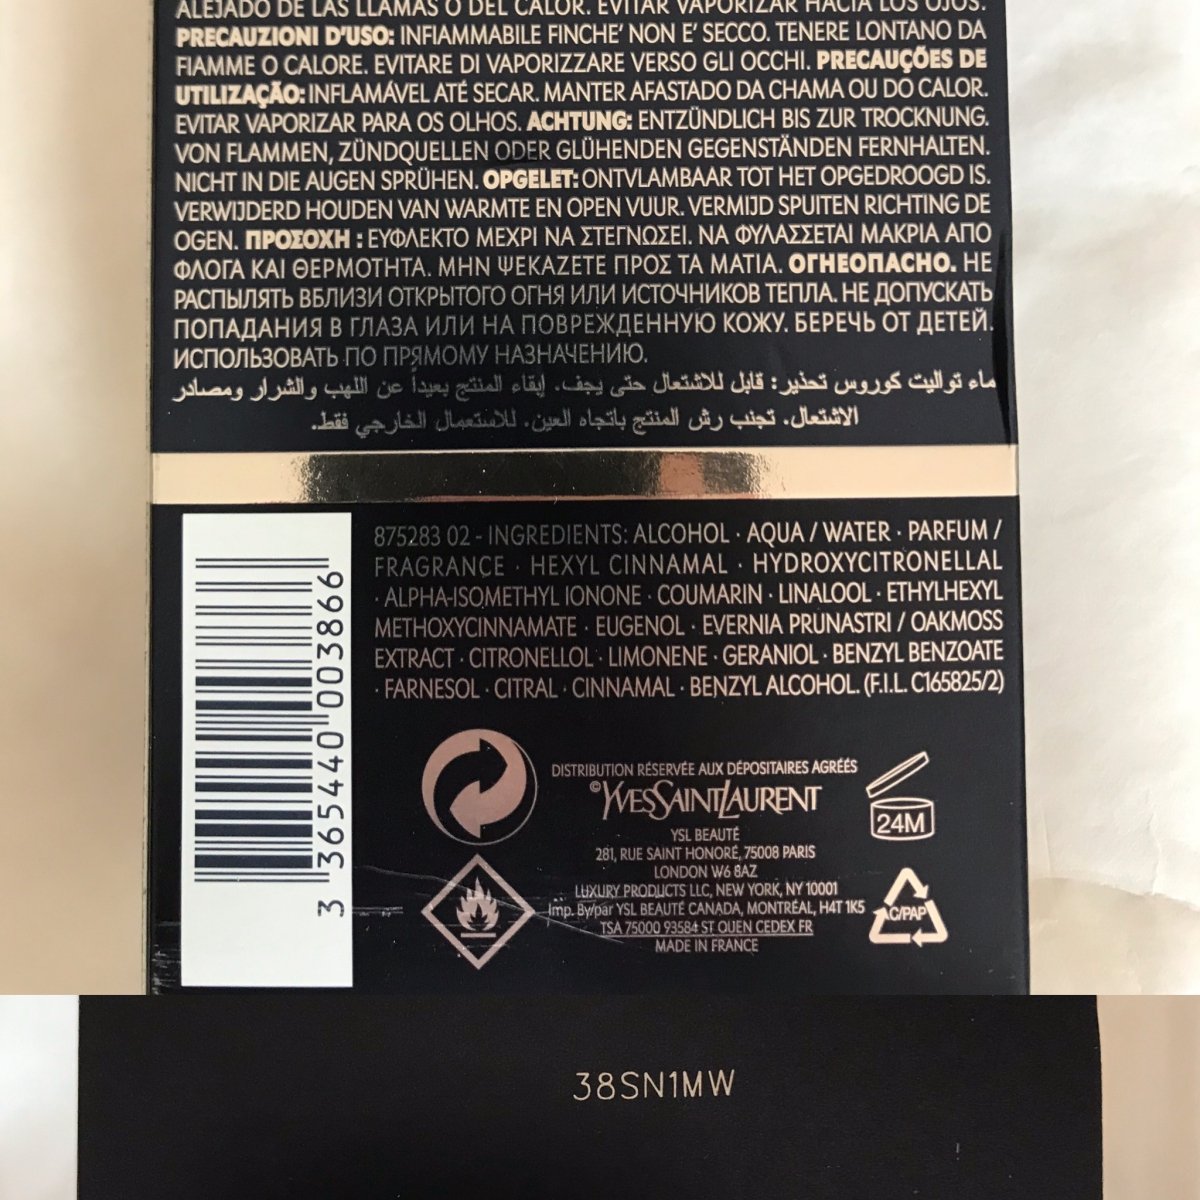 ALEJADO DE LAS LLAMAS O DEL CALOR. EVITAR VAPORIZAR HACIA LOS OJOS.
PRECAUZIONI D'USO: INFIAMMABILE FINCHE' NON E' SECCO. TENERE LONTANO DA
FIAMME O CALORE. EVITARE DI VAPORIZZARE VERSO GLI OCCHI. PRECAUÇÕES DE
UTILIZAÇÃO: INFLAMÁVEL ATÉ SECAR. MANTER AFASTADO DA CHAMA OU DO CALOR.
EVITAR VAPORIZAR PARA OS OLHOS. ACHTUNG: ENTZÜNDLICH BIS ZUR TROCKNUNG.
VON FLAMMEN, ZÜNDQUELLEN ODER GLÜHENDEN GEGENSTÄNDEN FERNHALTEN.
NICHT IN DIE AUGEN SPRÜHEN. OPGELET: ONTVLAMBAAR TOT HET OPGEDROOGD IS.
VERWIJDERD HOUDEN VAN WARMTE EN OPEN VUUR. VERMIJD SPUITEN RICHTING DE
OGEN. ΠΡΟΣΟΧΗ : ΕΥΦΛΕΚΤΟ ΜΕΧΡΙ ΝΑ ΣΤΕΓΝΩΣΕΙ. ΝΑ ΦΥΛΑΣΣΕΤΑΙ ΜΑΚΡΙΑ ΑΠΟ
ΦΛΟΓΑ ΚΑΙ ΘΕΡΜΟΤΗΤΑ. ΜΗΝ ΨΕΚΑΖΕΤΕ ΠΡΟΣ ΤΑ ΜΑΤΙΑ. ОГНЕОПАСНО. НЕ
РАСПЫЛЯТЬ ВБЛИЗИ ОТКРЫТОГО ОГНЯ ИЛИ ИСТОЧНИКОВ ТЕПЛА. НЕ ДОПУСКАТЬ
ПОПАДАНИЯ В ГЛАЗА ИЛИ НА ПОВРЕЖДЕННУЮ КОЖУ. БЕРЕЧЬ ОТ ДЕТЕЙ.
ИСПОЛЬЗОВАТЬ ПО ПРЯМОМУ НАЗНАЧЕНИЮ.
ماء تواليت كوروس تحذير: قابل للاشتعال حتى يجف. إبقاء المنتج بعيداً عن اللهب والشرار ومصادر
الاشتعال. تجنب رش المنتج باتجاه العين. للاستعمال الخارجي فقط.
3 365440 003866
875283 02 - INGREDIENTS: ALCOHOL · AQUA / WATER · PARFUM /
FRAGRANCE · HEXYL CINNAMAL · HYDROXYCITRONELLAL
· ALPHA-ISOMETHYL IONONE · COUMARIN · LINALOOL · ETHYLHEXYL
METHOXYCINNAMATE · EUGENOL · EVERNIA PRUNASTRI / OAKMOSS
EXTRACT · CITRONELLOL · LIMONENE · GERANIOL · BENZYL BENZOATE
· FARNESOL · CITRAL · CINNAMAL · BENZYL ALCOHOL. (F.I.L. C165825/2)
DISTRIBUTION RÉSERVÉE AUX DÉPOSITAIRES AGRÉÉS
©YVESSAINTLAURENT
YSL BEAUTÉ
281, RUE SAINT HONORÉ, 75008 PARIS
LONDON W6 8AZ
LUXURY PRODUCTS LLC, NEW YORK, NY 10001
Imp. By/par YSL BEAUTÉ CANADA, MONTRÉAL, H4T 1K5
TSA 75000 93584 ST OUEN CEDEX FR
MADE IN FRANCE
24M
C/PAP
38SN1MW